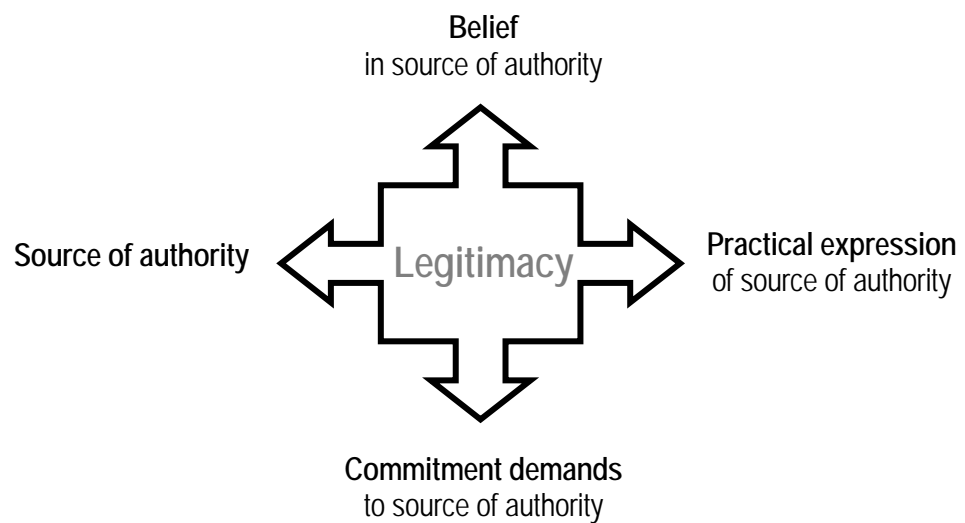 Belief
in source of authority
Source of authority
Legitimacy
Practical expression
of source of authority
Commitment demands
to source of authority